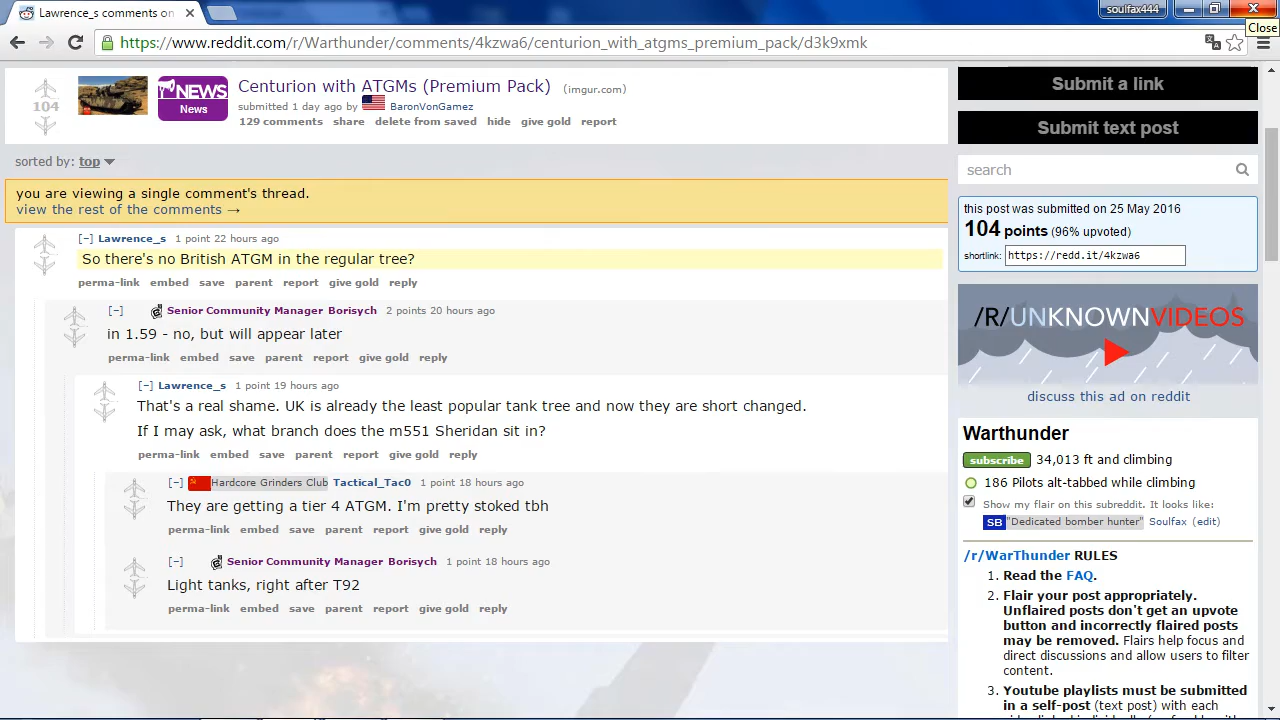 Lawrence_s comments on
soulfax444
Close
https://www.reddit.com/r/Warthunder/comments/4kzwa6/centurion_with_atgms_premium_pack/d3k9xmk
104
NEWS
News
Centurion with ATGMs (Premium Pack) (imgur.com)
submitted 1 day ago by BaronVonGamez
129 comments share delete from saved hide give gold report
sorted by: top
you are viewing a single comment's thread.
view the rest of the comments →
[–] Lawrence_s 1 point 22 hours ago
So there's no British ATGM in the regular tree?
perma-link embed save parent report give gold reply
[–] Senior Community Manager Borisych 2 points 20 hours ago
in 1.59 - no, but will appear later
perma-link embed save parent report give gold reply
[–] Lawrence_s 1 point 19 hours ago
That's a real shame. UK is already the least popular tank tree and now they are short changed.
If I may ask, what branch does the m551 Sheridan sit in?
perma-link embed save parent report give gold reply
[–] Hardcore Grinders Club Tactical_Tac0 1 point 18 hours ago
They are getting a tier 4 ATGM. I'm pretty stoked tbh
perma-link embed save parent report give gold reply
[–] Senior Community Manager Borisych 1 point 18 hours ago
Light tanks, right after T92
perma-link embed save parent report give gold reply
Submit a link
Submit text post
search
this post was submitted on 25 May 2016
104 points (96% upvoted)
shortlink: https://redd.it/4kzwa6
/R/UNKNOWNVIDEOS
discuss this ad on reddit
Warthunder
subscribe 34,013 ft and climbing
186 Pilots alt-tabbed while climbing
Show my flair on this subreddit. It looks like:
SB "Dedicated bomber hunter" Soulfax (edit)
/r/WarThunder RULES
1. Read the FAQ.
2. Flair your post appropriately.
Unflaired posts don't get an upvote
button and incorrectly flaired posts
may be removed. Flairs help focus and
direct discussions and allow users to filter
content.
3. Youtube playlists must be submitted
in a self-post (text post) with each